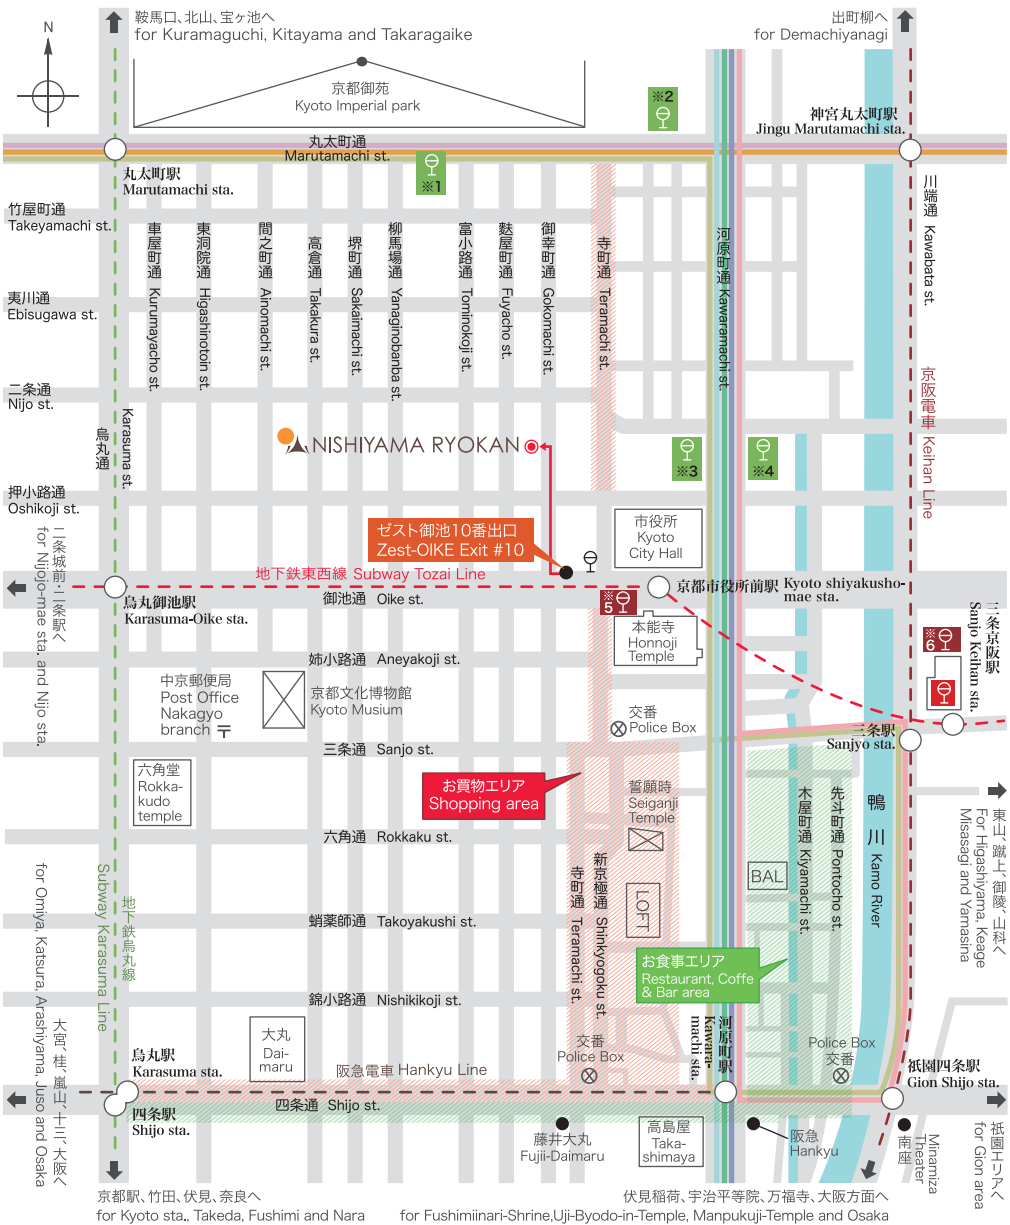 鞍馬口、北山、宝ヶ池へ
for Kuramaguchi, Kitayama and Takaragaike
出町柳へ
for Demachiyanagi
N
京都御苑
Kyoto Imperial park
※2
神宮丸太町駅
Jingu Marutamachi sta.
丸太町通
Marutamachi st.
丸太町駅
Marutamachi sta.
※1
竹屋町通
Takeyamachi st.
車屋町通 Kurumayacho st.
東洞院通 Higashinotoin st.
間之町通 Ainomachi st.
高倉通 Takakura st.
堺町通 Sakaimachi st.
柳馬場通 Yanaginobanba st.
富小路通 Tominokoji st.
麩屋町通 Fuyacho st.
御幸町通 Gokomachi st.
寺町通 Teramachi st.
河原町通 Kawaramachi st.
川端通 Kawabata st.
夷川通
Ebisugawa st.
二条通
Nijo st.
京阪電車 Keihan Line
烏丸通
Karasuma st.
NISHIYAMA RYOKAN
※3
※4
押小路通
Oshikoji st.
ゼスト御池10番出口
Zest-OIKE Exit #10
市役所
Kyoto
City Hall
二条城前・二条駅へ
for Nijojo-mae sta. and Nijo sta.
地下鉄東西線 Subway Tozai Line
京都市役所前駅 Kyoto shiyakusho-
mae sta.
烏丸御池駅
Karasuma-Oike sta.
御池通 Oike st.
※5
本能寺
Honnoji
Temple
三条京阪駅
Sanjo Keihan sta.
※6
姉小路通 Aneyakoji st.
中京郵便局
Post Office
Nakagyo
branch 〒
京都文化博物館
Kyoto Musium
交番
Police Box
三条駅
Sanjyo sta.
三条通 Sanjo st.
六角堂
Rokka-
kudo
temple
お買物エリア
Shopping area
誓願時
Seiganji
Temple
木屋町通 Kiyamachi st.
先斗町通 Pontocho st.
鴨川 Kamo River
東山、蹴上、御陵、山科へ
For Higashiyama, Keage
Misasagi and Yamasina
六角通 Rokkaku st.
寺町通 Teramachi st.
新京極通 Shinkyogoku st.
LOFT
BAL
地下鉄烏丸線
Subway Karasuma Line
蛸薬師通 Takoyakushi st.
お食事エリア
Restaurant, Coffe
& Bar area
錦小路通 Nishikikoji st.
大宮、桂、嵐山、十三、大阪へ
for Omiya, Katsura, Arashiyama, Juso and Osaka
大丸
Dai-
maru
烏丸駅
Karasuma sta.
阪急電車 Hankyu Line
交番
Police Box
河原町駅
Kawara-
machi sta.
Police Box
交番
祇園四条駅
Gion Shijo sta.
四条通 Shijo st.
四条駅
Shijo sta.
藤井大丸
Fujii-Daimaru
高島屋
Taka-
shimaya
阪急
Hankyu
南座
Minamiza
Theater
祇園エリアへ
for Gion area
京都駅、竹田、伏見、奈良へ
for Kyoto sta., Takeda, Fushimi and Nara
伏見稲荷、宇治平等院、万福寺、大阪方面へ
for Fushimiinari-Shrine,Uji-Byodo-in-Temple, Manpukuji-Temple and Osaka